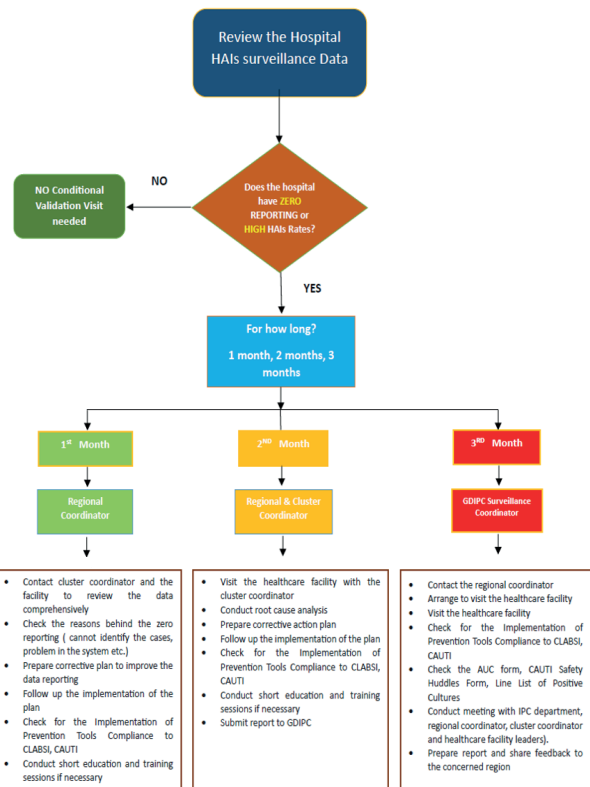 Review the Hospital
HAIs surveillance Data
NO
Does the hospital
have ZERO
REPORTING or
HIGH HAIs Rates?
NO Conditional
Validation Visit
needed
YES
For how long?
1 month, 2 months, 3
months
1ST Month
2ND Month
3RD Month
Regional
Coordinator
Regional & Cluster
Coordinator
GDIPC Surveillance
Coordinator
• Contact cluster coordinator and the
facility to review the data
comprehensively
• Check the reasons behind the zero
reporting ( cannot identify the cases,
problem in the system etc.)
• Prepare corrective plan to improve the
data reporting
• Follow up the implementation of the
plan
• Check for the Implementation of
Prevention Tools Compliance to
CLABSI, CAUTI
• Conduct short education and training
sessions if necessary
• Visit the healthcare facility with the
cluster coordinator
• Conduct root cause analysis
• Prepare corrective action plan
• Follow up the implementation of the plan
• Check for the Implementation of
Prevention Tools Compliance to CLABSI,
CAUTI
• Conduct short education and training
sessions if necessary
• Submit report to GDIPC
• Contact the regional coordinator
• Arrange to visit the healthcare facility
• Visit the healthcare facility
• Check for the Implementation of
Prevention Tools Compliance to CLABSI,
CAUTI
• Check the AUC form, CAUTI Safety
Huddles Form, Line List of Positive
Cultures
• Conduct meeting with IPC department,
regional coordinator, cluster coordinator
and healthcare facility leaders).
• Prepare report and share feedback to
the concerned region